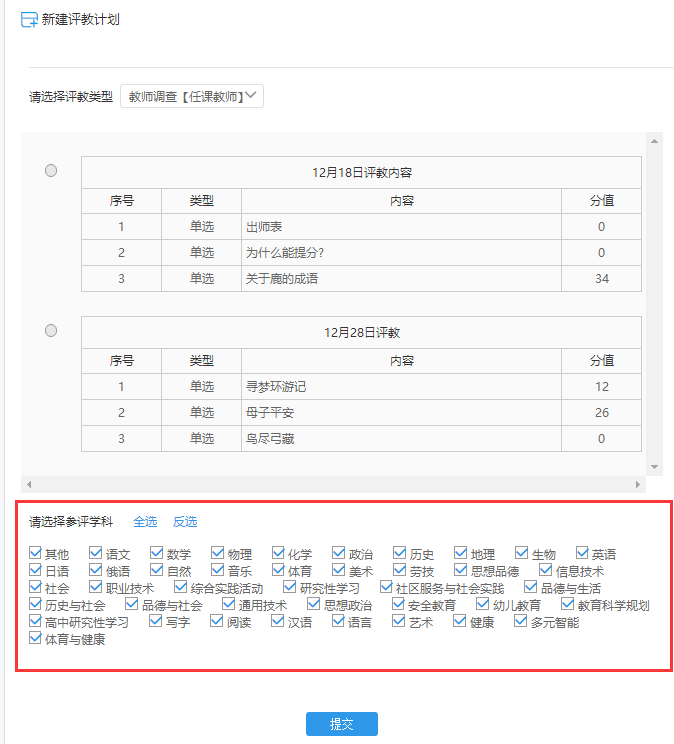 新建评教计划
请选择评教类型 教师调查【任课教师】
12月18日评教内容
序号 类型 内容 分值
1 单选 出师表 0
2 单选 为什么能提分? 0
3 单选 关于鹿的成语 34
12月28日评教
序号 类型 内容 分值
1 单选 寻梦环游记 12
2 单选 母子平安 26
3 单选 鸟尽弓藏 0
请选择参评学科 全选 反选
其他 语文 数学 物理 化学 政治 历史 地理 生物 英语
日语 俄语 自然 音乐 体育 美术 劳技 思想品德 信息技术
社会 职业技术 综合实践活动 研究性学习 社区服务与社会实践 品德与生活
历史与社会 品德与社会 通用技术 思想政治 安全教育 幼儿教育 教育科学规划
高中研究性学习 写字 阅读 汉语 语言 艺术 健康 多元智能
体育与健康
提交